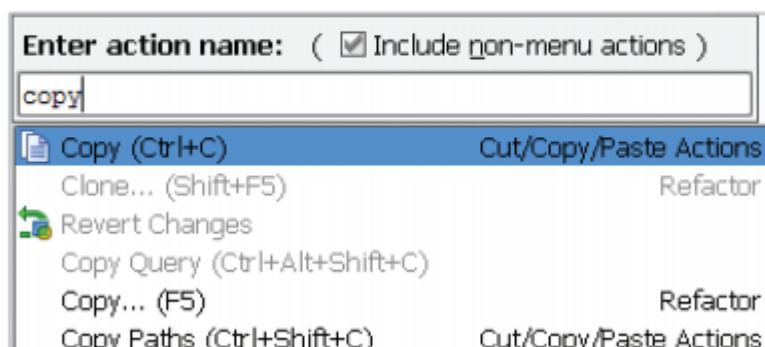 Enter action name: ( Include non-menu actions )
copy
Copy (Ctrl+C) Cut/Copy/Paste Actions
Clone... (Shift+F5) Refactor
Revert Changes
Copy Query (Ctrl+Alt+Shift+C)
Copy... (F5) Refactor
Copy Paths (Ctrl+Shift+C) Cut/Copy/Paste Actions